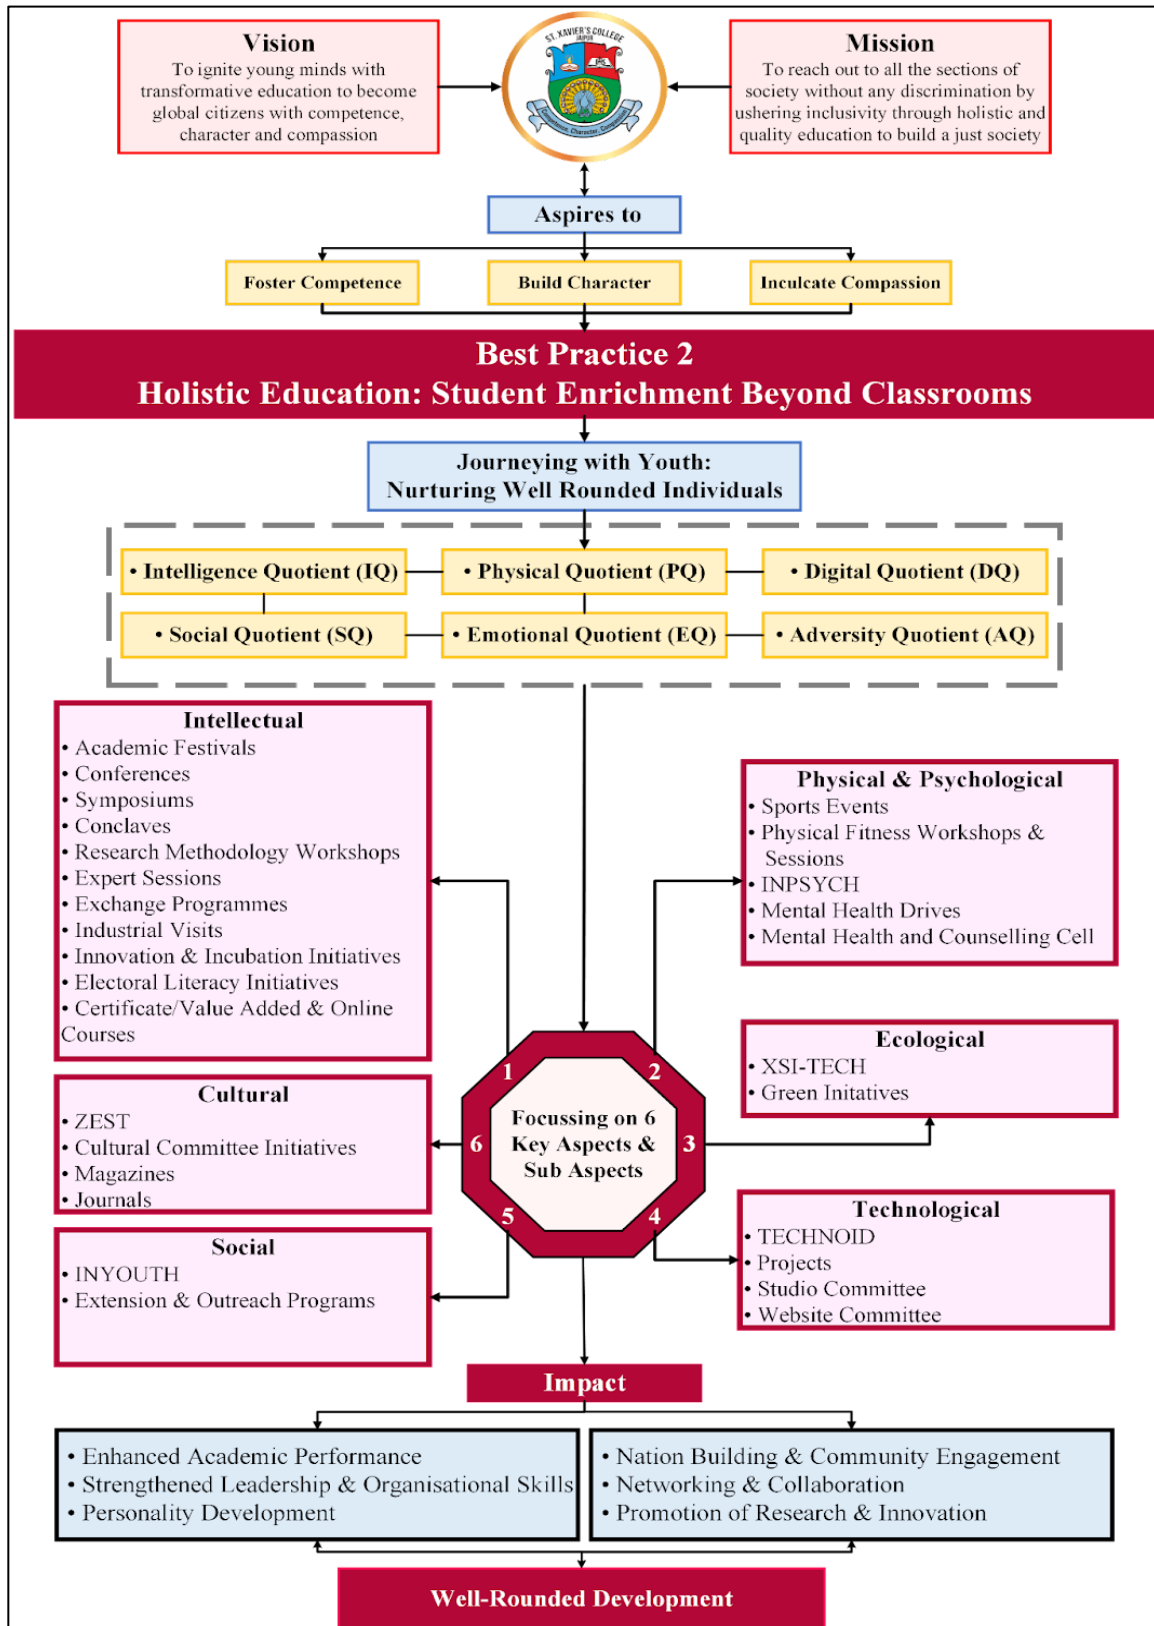 Vision
To ignite young minds with
transformative education to become
global citizens with competence,
character and compassion
ST. XAVIER'S COLLEGE
JAIPUR
Competence, Character, Compassion
Mission
To reach out to all the sections of
society without any discrimination by
ushering inclusivity through holistic and
quality education to build a just society
Aspires to
Foster Competence
Build Character
Inculcate Compassion
Best Practice 2
Holistic Education: Student Enrichment Beyond Classrooms
Journeying with Youth:
Nurturing Well Rounded Individuals
• Intelligence Quotient (IQ)
• Physical Quotient (PQ)
• Digital Quotient (DQ)
• Social Quotient (SQ)
• Emotional Quotient (EQ)
• Adversity Quotient (AQ)
Intellectual
• Academic Festivals
• Conferences
• Symposiums
• Conclaves
• Research Methodology Workshops
• Expert Sessions
• Exchange Programmes
• Industrial Visits
• Innovation & Incubation Initiatives
• Electoral Literacy Initiatives
• Certificate/Value Added & Online
Courses
Physical & Psychological
• Sports Events
• Physical Fitness Workshops &
Sessions
• INPSYCH
• Mental Health Drives
• Mental Health and Counselling Cell
Ecological
• XSI-TECH
• Green Initatives
Cultural
• ZEST
• Cultural Committee Initiatives
• Magazines
• Journals
1
2
3
4
5
6
Focussing on 6
Key Aspects &
Sub Aspects
Technological
• TECHNOID
• Projects
• Studio Committee
• Website Committee
Social
• INYOUTH
• Extension & Outreach Programs
Impact
• Enhanced Academic Performance
• Strengthened Leadership & Organisational Skills
• Personality Development
• Nation Building & Community Engagement
• Networking & Collaboration
• Promotion of Research & Innovation
Well-Rounded Development